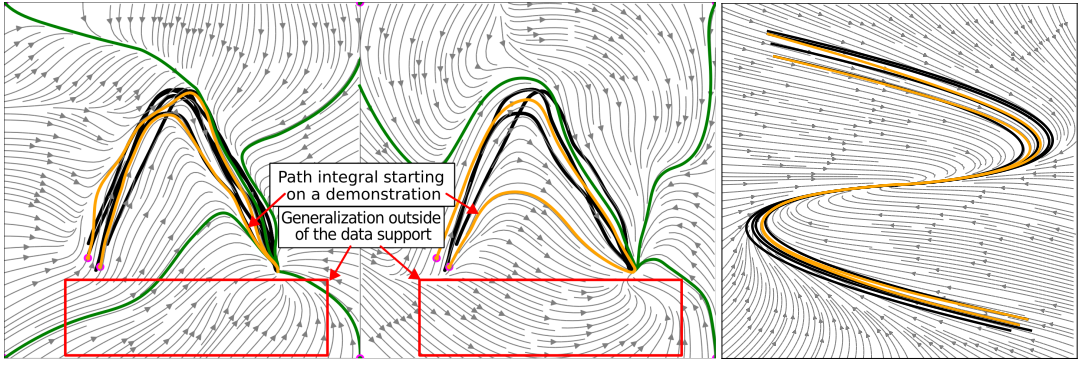 Path integral starting
on a demonstration
Generalization outside
of the data support